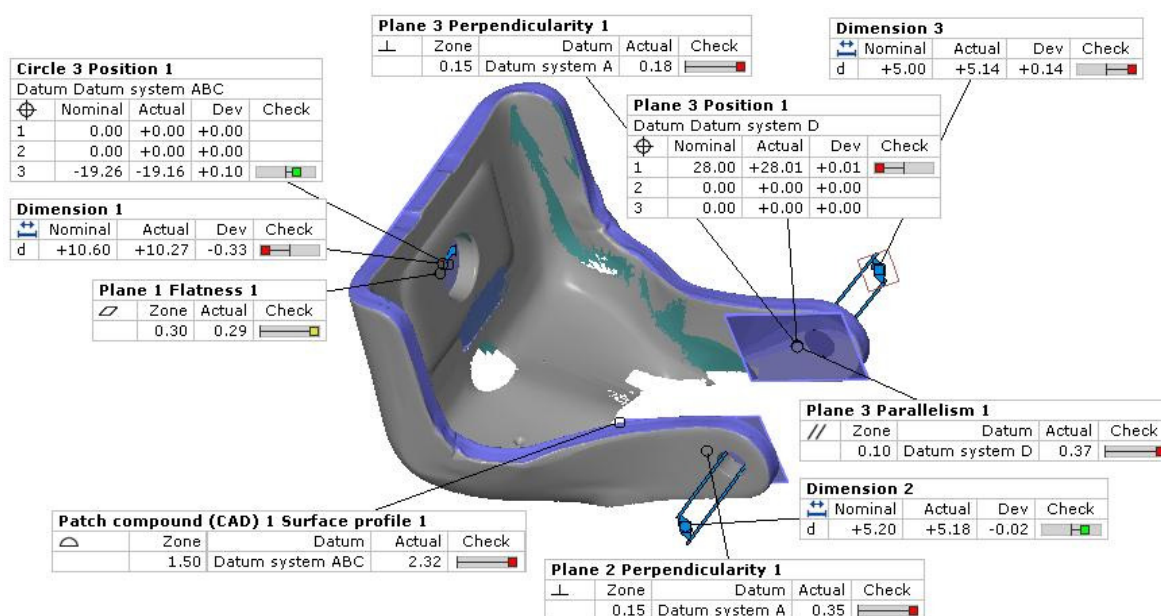 Plane 3 Perpendicularity 1
⊥ Zone Datum Actual Check
0.15 Datum system A 0.18
Dimension 3
Nominal Actual Dev Check
d +5.00 +5.14 +0.14
Circle 3 Position 1
Datum Datum system ABC
⌖ Nominal Actual Dev Check
1 0.00 +0.00 +0.00
2 0.00 +0.00 +0.00
3 -19.26 -19.16 +0.10
Plane 3 Position 1
Datum Datum system D
⌖ Nominal Actual Dev Check
1 28.00 +28.01 +0.01
2 0.00 +0.00 +0.00
3 0.00 +0.00 +0.00
Dimension 1
Nominal Actual Dev Check
d +10.60 +10.27 -0.33
Plane 1 Flatness 1
⏥ Zone Actual Check
0.30 0.29
Plane 3 Parallelism 1
// Zone Datum Actual Check
0.10 Datum system D 0.37
Dimension 2
Nominal Actual Dev Check
d +5.20 +5.18 -0.02
Patch compound (CAD) 1 Surface profile 1
⌓ Zone Datum Actual Check
1.50 Datum system ABC 2.32
Plane 2 Perpendicularity 1
⊥ Zone Datum Actual Check
0.15 Datum system A 0.35